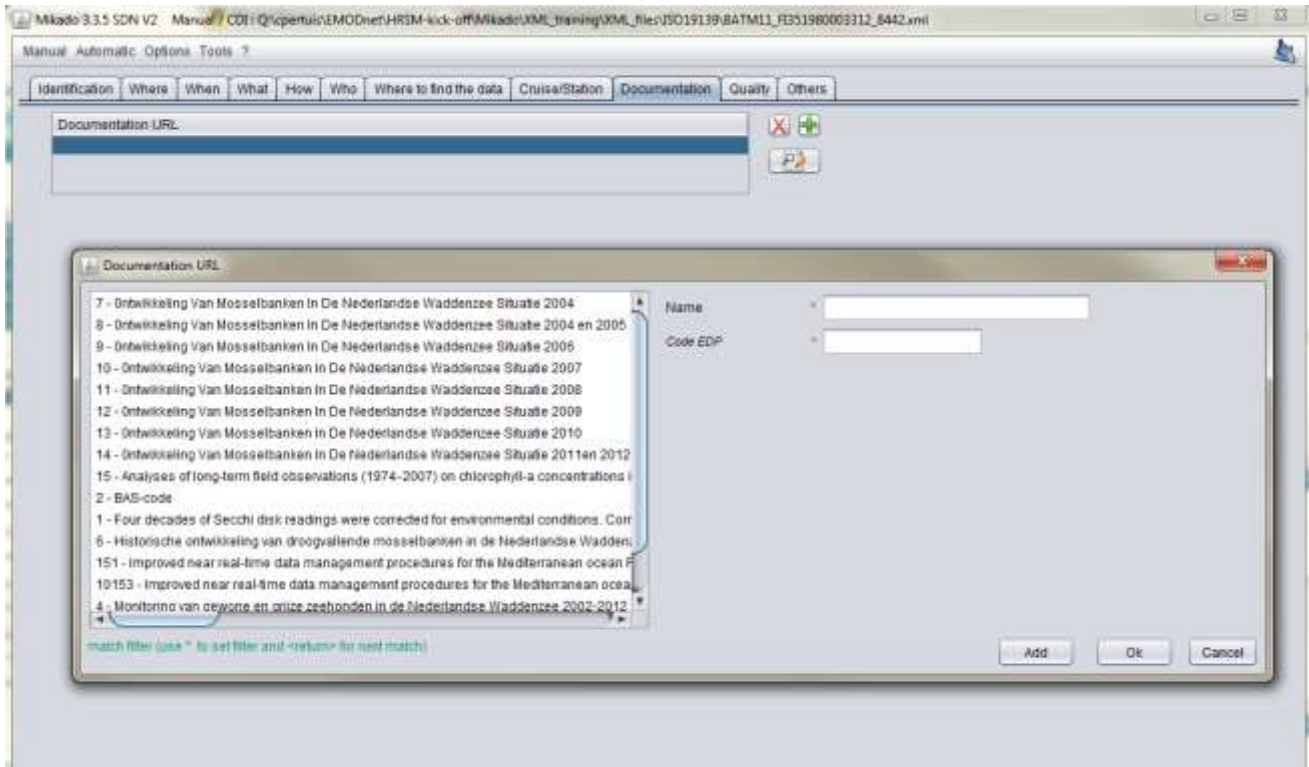 Mikado 3.3.5 SDN V2 Manual / CDI : Q:\cpertuis\EMODnet\HRSM-kick-off\Mikado\XML_training\XML_files\ISO19139\BATM11_FI351980003312_8442.xml
Manual Automatic Options Tools ?
Identification Where When What How Who Where to find the data Cruise/Station Documentation Quality Others
Documentation URL
Documentation URL
7 - Ontwikkeling Van Mosselbanken In De Nederlandse Waddenzee Situatie 2004
8 - Ontwikkeling Van Mosselbanken In De Nederlandse Waddenzee Situatie 2004 en 2005
9 - Ontwikkeling Van Mosselbanken In De Nederlandse Waddenzee Situatie 2006
10 - Ontwikkeling Van Mosselbanken In De Nederlandse Waddenzee Situatie 2007
11 - Ontwikkeling Van Mosselbanken In De Nederlandse Waddenzee Situatie 2008
12 - Ontwikkeling Van Mosselbanken In De Nederlandse Waddenzee Situatie 2009
13 - Ontwikkeling Van Mosselbanken In De Nederlandse Waddenzee Situatie 2010
14 - Ontwikkeling Van Mosselbanken In De Nederlandse Waddenzee Situatie 2011en 2012
15 - Analyses of long-term field observations (1974-2007) on chlorophyll-a concentrations i
2 - BAS-code
1 - Four decades of Secchi disk readings were corrected for environmental conditions. Corr
6 - Historische ontwikkeling van droogvallende mosselbanken in de Nederlandse Wadden
151 - Improved near real-time data management procedures for the Mediterranean ocean F
10153 - Improved near real-time data management procedures for the Mediterranean ocea
4 - Monitoring van gewone en grijze zeehonden in de Nederlandse Waddenzee 2002-2012
Name *
Code EDP *
match filter (use * to set filter and <return> for next match)
Add Ok Cancel